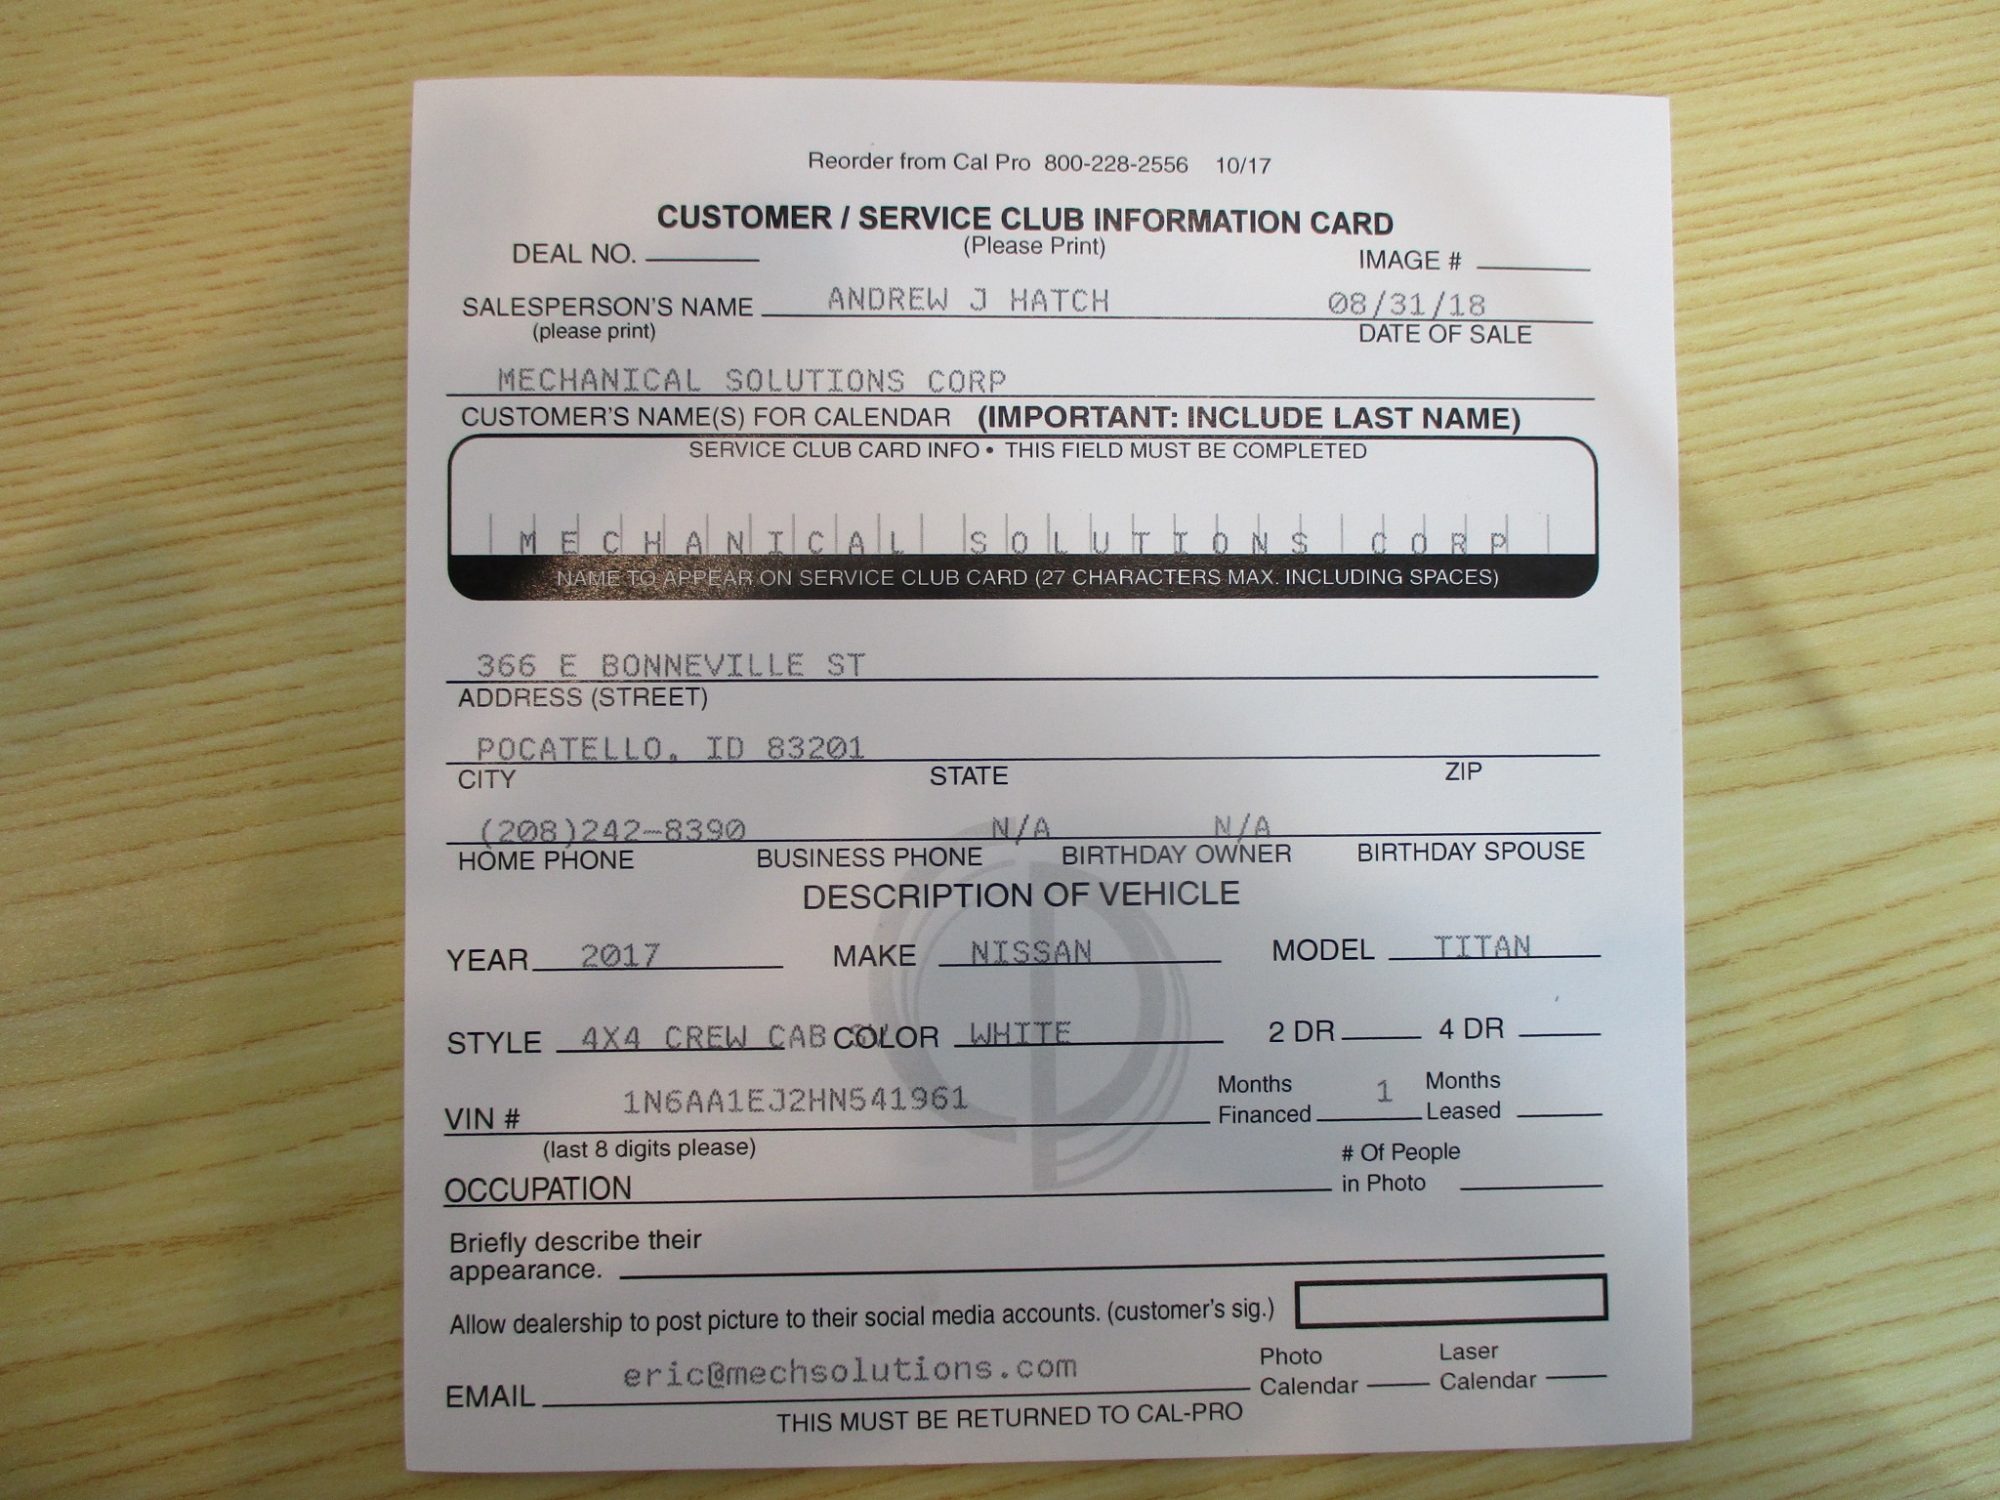 Reorder from Cal Pro 800-228-2556 10/17
CUSTOMER / SERVICE CLUB INFORMATION CARD
DEAL NO. (Please Print) IMAGE #
SALESPERSON'S NAME ANDREW J HATCH 08/31/18
(please print) DATE OF SALE
MECHANICAL SOLUTIONS CORP
CUSTOMER'S NAME(S) FOR CALENDAR (IMPORTANT: INCLUDE LAST NAME)
SERVICE CLUB CARD INFO • THIS FIELD MUST BE COMPLETED
MECHANICAL SOLUTIONS CORP
NAME TO APPEAR ON SERVICE CLUB CARD (27 CHARACTERS MAX. INCLUDING SPACES)
366 E BONNEVILLE ST
ADDRESS (STREET)
POCATELLO, ID 83201
CITY STATE ZIP
(208)242-8390 N/A N/A
HOME PHONE BUSINESS PHONE BIRTHDAY OWNER BIRTHDAY SPOUSE
DESCRIPTION OF VEHICLE
YEAR 2017 MAKE NISSAN MODEL TITAN
STYLE 4X4 CREW CAB COLOR WHITE 2 DR 4 DR
VIN # 1N6AA1EJ2HN541961 Months Financed 1 Months Leased
(last 8 digits please)
OCCUPATION # Of People in Photo
Briefly describe their
appearance.
Allow dealership to post picture to their social media accounts. (customer's sig.)
EMAIL eric@mechsolutions.com Photo Calendar Laser Calendar
THIS MUST BE RETURNED TO CAL-PRO